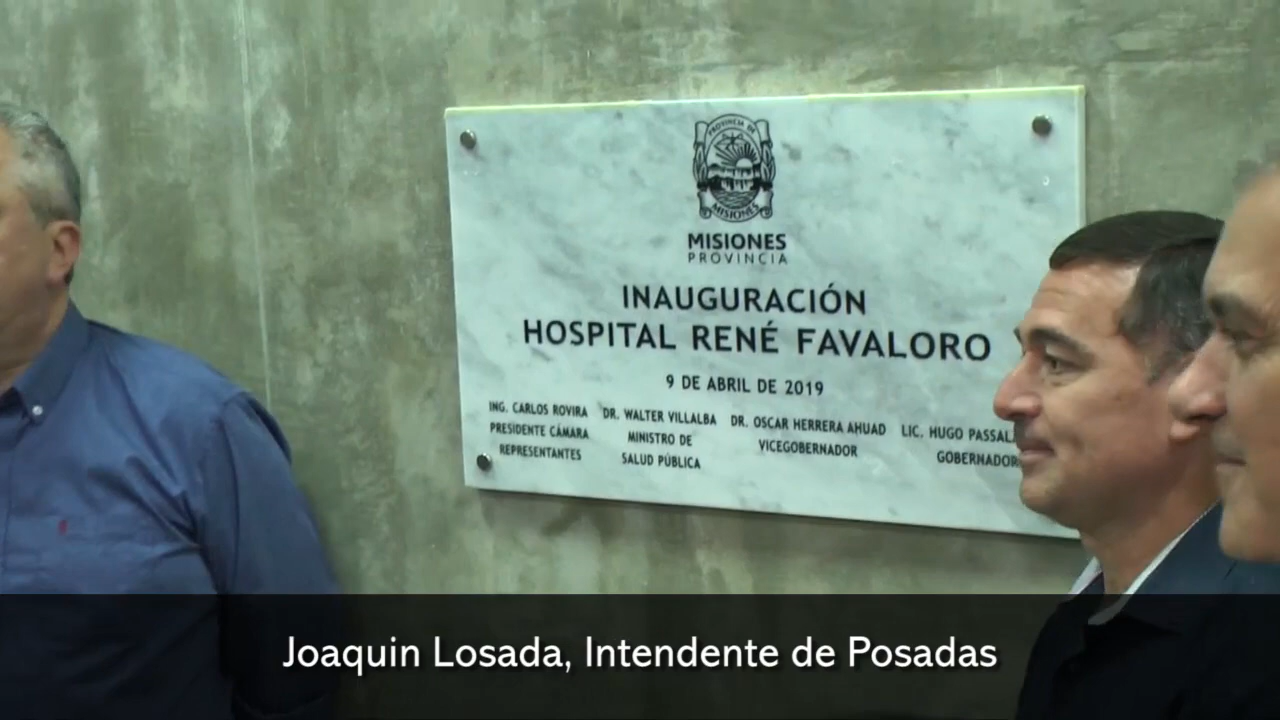 PROVINCIA DE
MISIONES
MISIONES
PROVINCIA
INAUGURACIÓN
HOSPITAL RENÉ FAVALORO
9 DE ABRIL DE 2019
ING. CARLOS ROVIRA
PRESIDENTE CÁMARA
REPRESENTANTES
DR. WALTER VILLALBA
MINISTRO DE
SALUD PÚBLICA
DR. OSCAR HERRERA AHUAD
VICEGOBERNADOR
LIC. HUGO
GOBERNADOR
Joaquin Losada, Intendente de Posadas